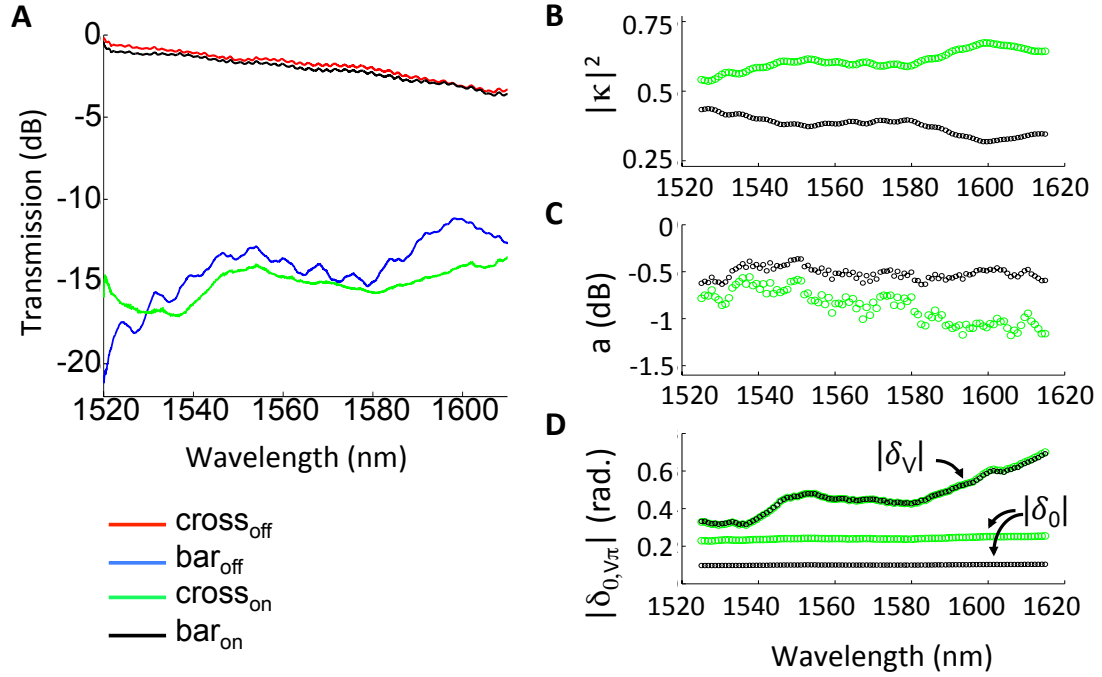 A
0
-5
-10
-15
-20
Transmission (dB)
1520 1540 1560 1580 1600
Wavelength (nm)
cross_off
bar_off
cross_on
bar_on
B
0.75
0.5
0.25
|κ|²
1520 1540 1560 1580 1600 1620
C
0
-0.5
-1
-1.5
a (dB)
1520 1540 1560 1580 1600 1620
D
0.6
0.4
0.2
|δ_0,Vπ| (rad.)
|δ_V|
|δ_0|
1520 1540 1560 1580 1600 1620
Wavelength (nm)